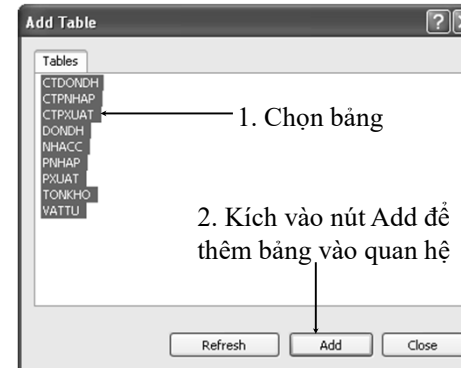 Add Table
Tables
CTDONDH
CTPNHAP
CTPXUAT
1. Chọn bảng
DONDH
NHACC
PNHAP
PXUAT
TONKHO
VATTU
2. Kích vào nút Add để
thêm bảng vào quan hệ
Refresh Add Close